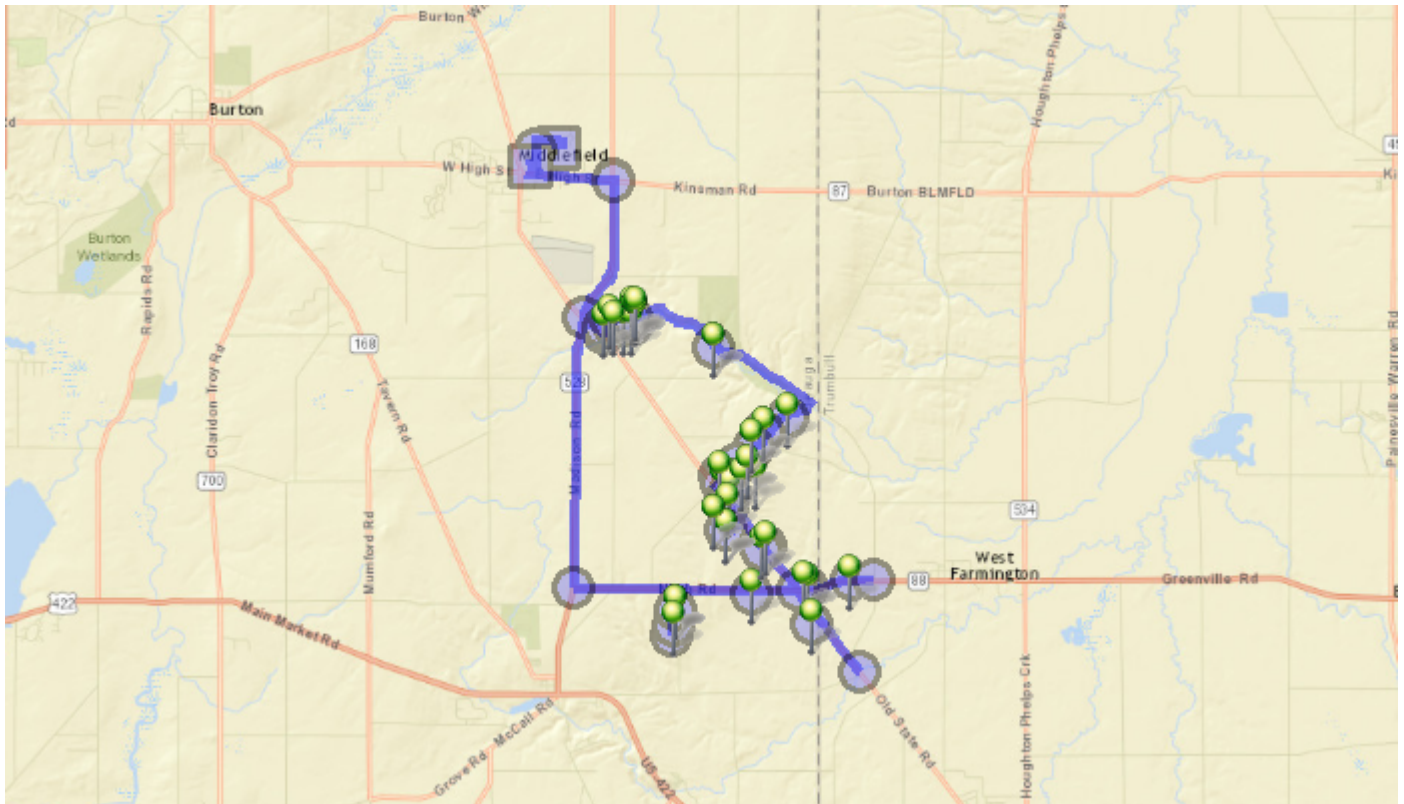 Burton
Burton
Middlefield
W High St
High St
Kinsman Rd
87
Burton BLMFLD
Houghton Phelps
Burton
Wetlands
Rapids Rd
168
528
Trumbull
Claridon Troy Rd
Tavern Rd
Madison Rd
Painesville Warren Rd
700
534
Mumford Rd
West
Farmington
88
Greenville Rd
422
Main Market Rd
Old State Rd
Houghton Phelps Crk
McCall Rd
Grove Rd
US-422